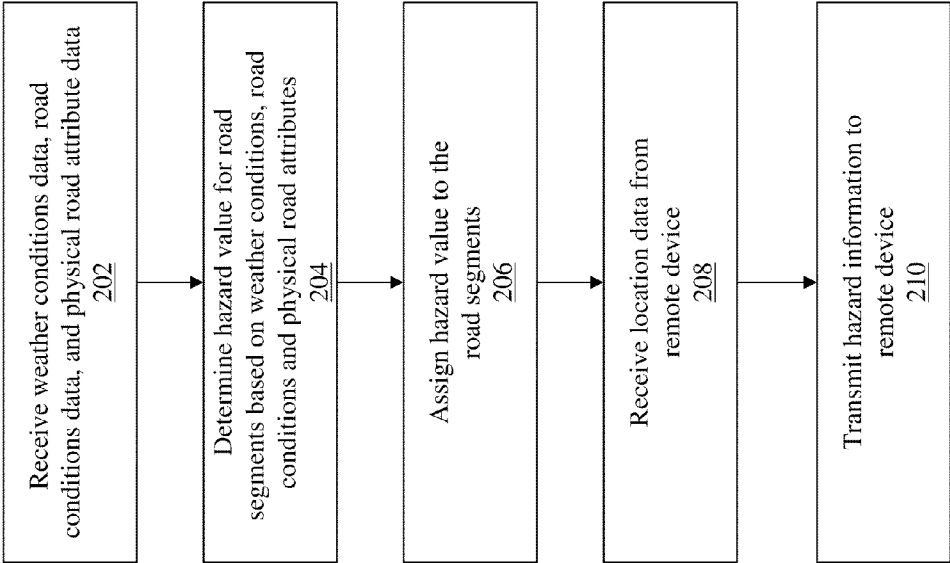 Receive weather conditions data, road
conditions data, and physical road attribute data
202
Determine hazard value for road
segments based on weather conditions, road
conditions and physical road attributes
204
Assign hazard value to the
road segments
206
Receive location data from
remote device
208
Transmit hazard information to
remote device
210